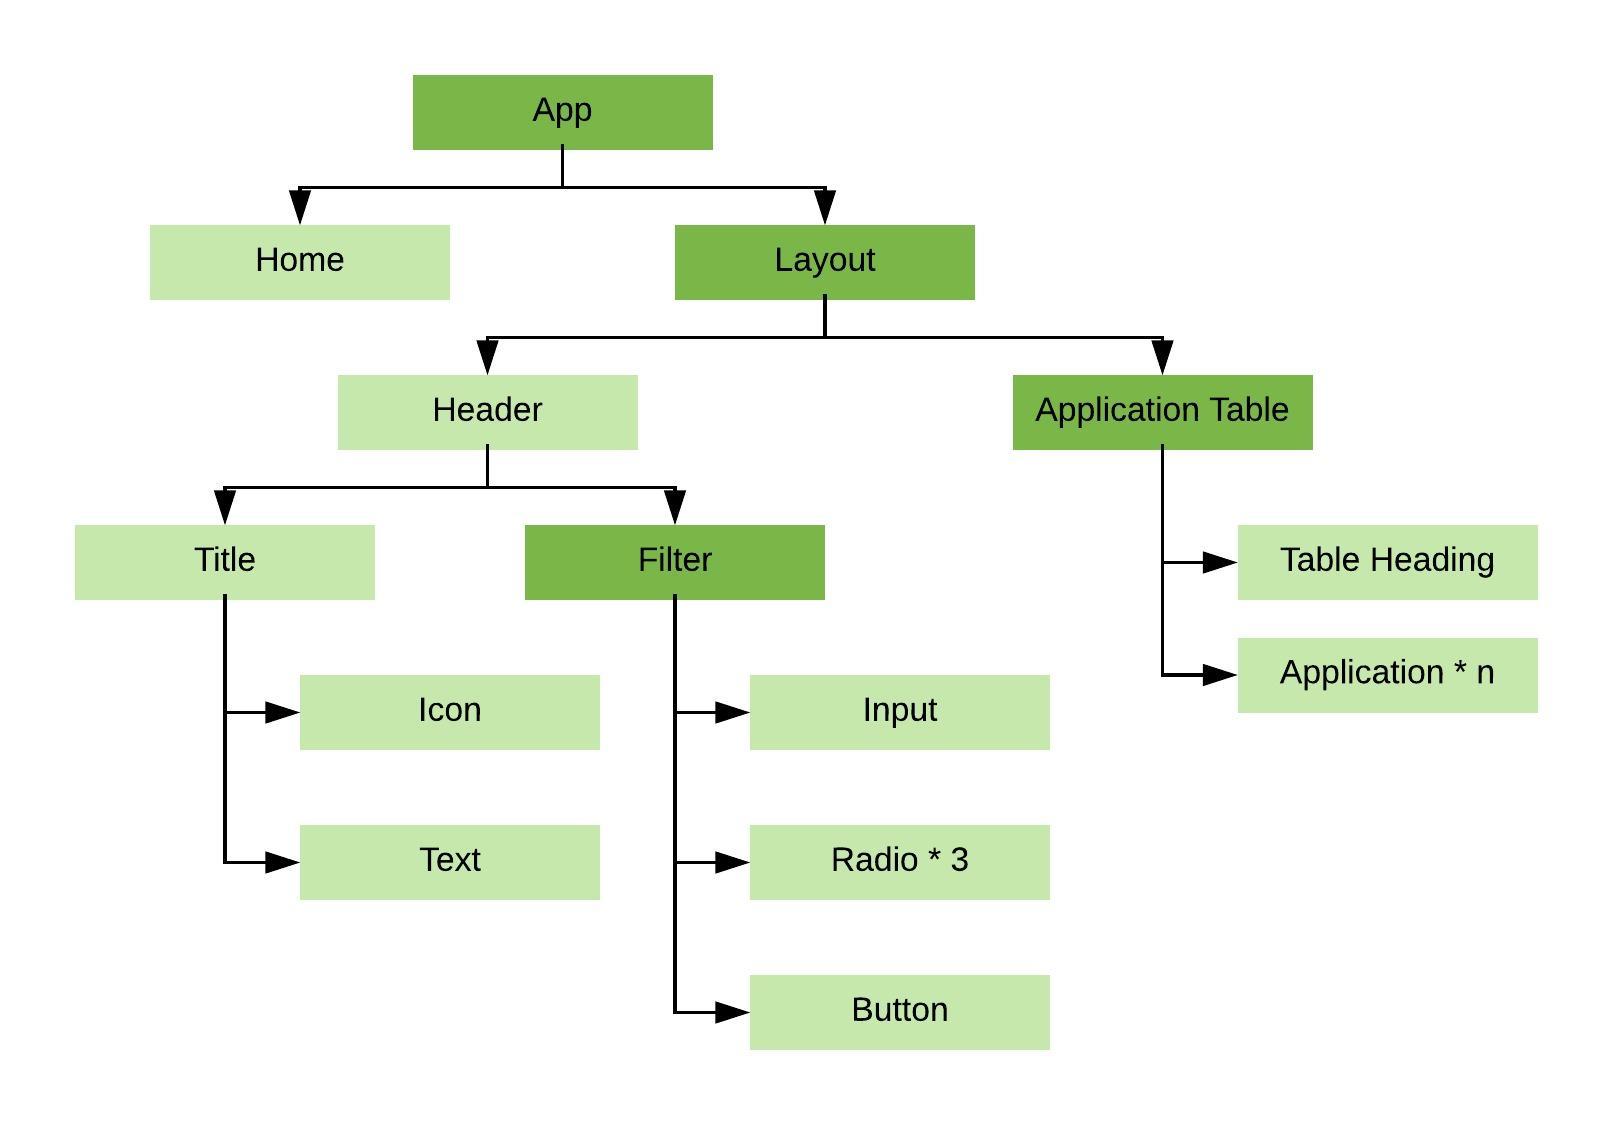 App
Home
Layout
Header
Application Table
Title
Filter
Table Heading
Application * n
Icon
Input
Text
Radio * 3
Button